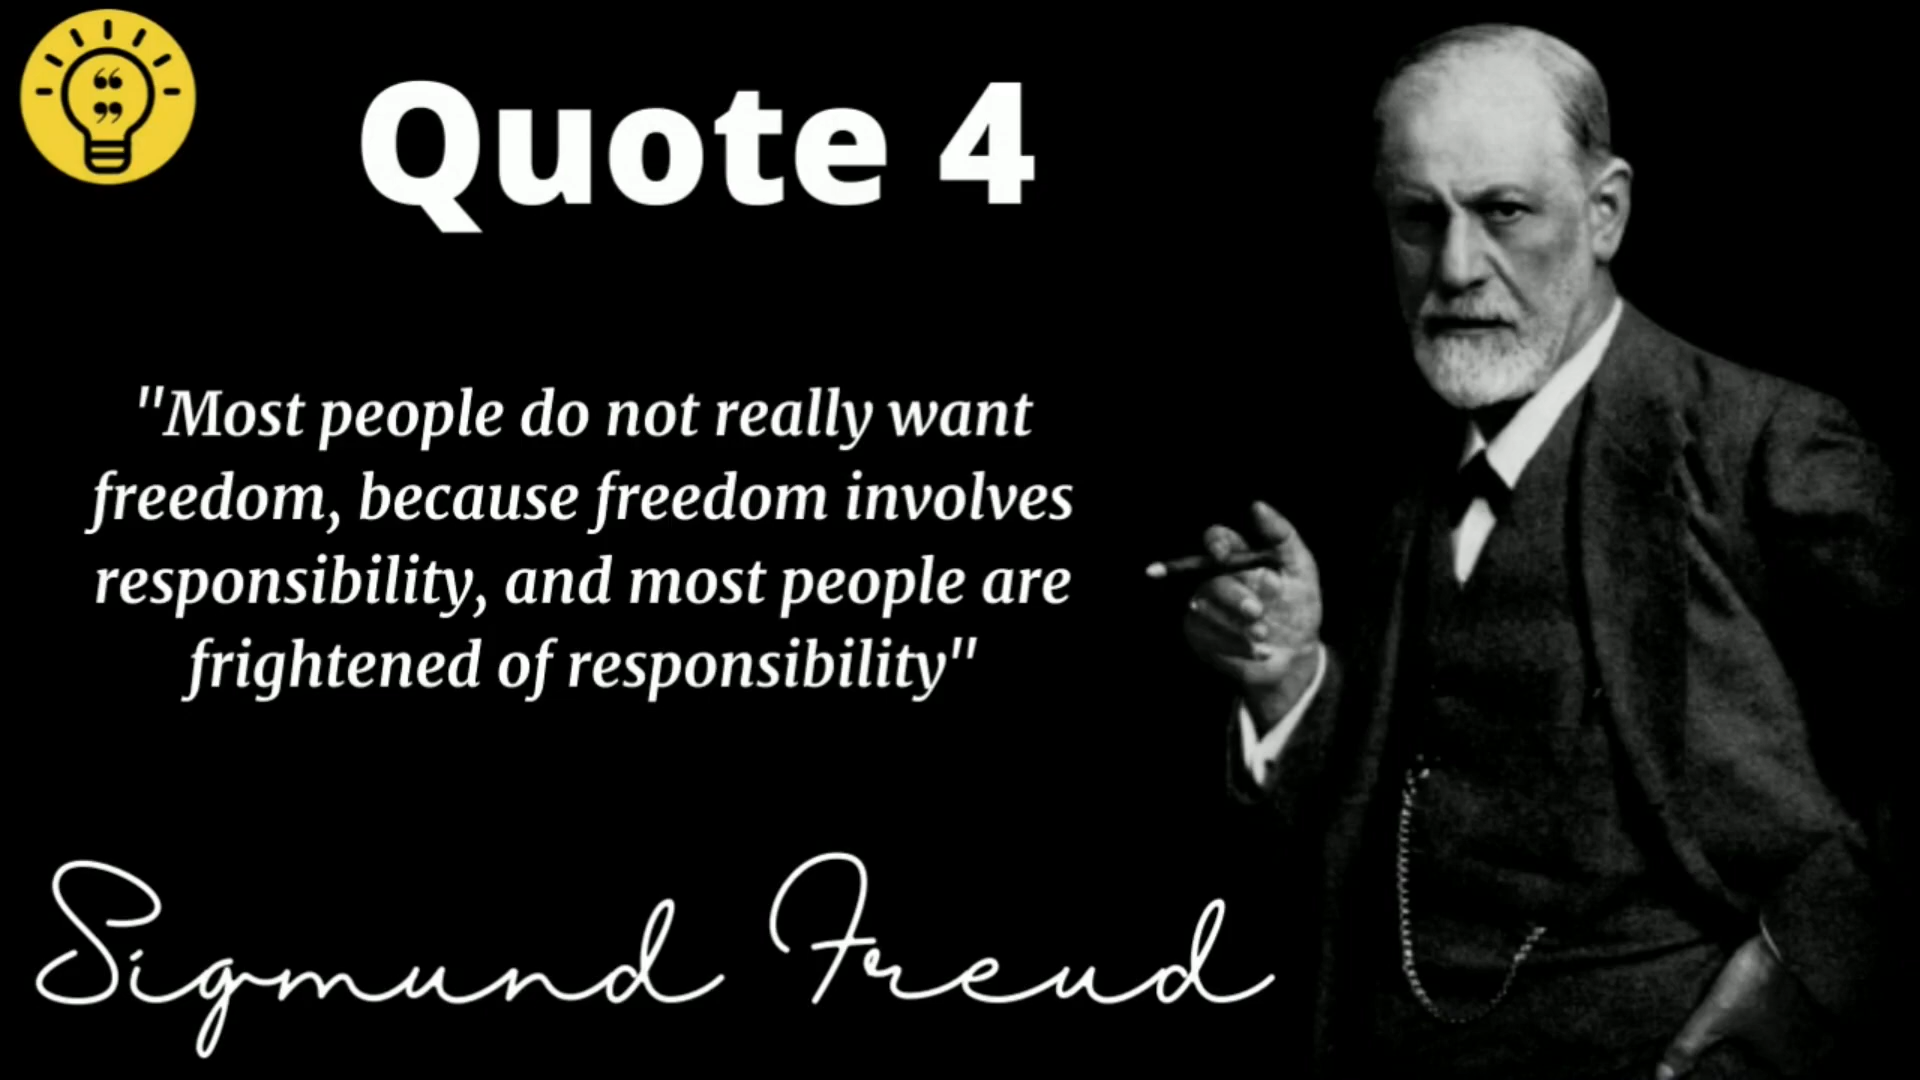 Quote 4
"Most people do not really want
freedom, because freedom involves
responsibility, and most people are
frightened of responsibility"
Sigmund Freud